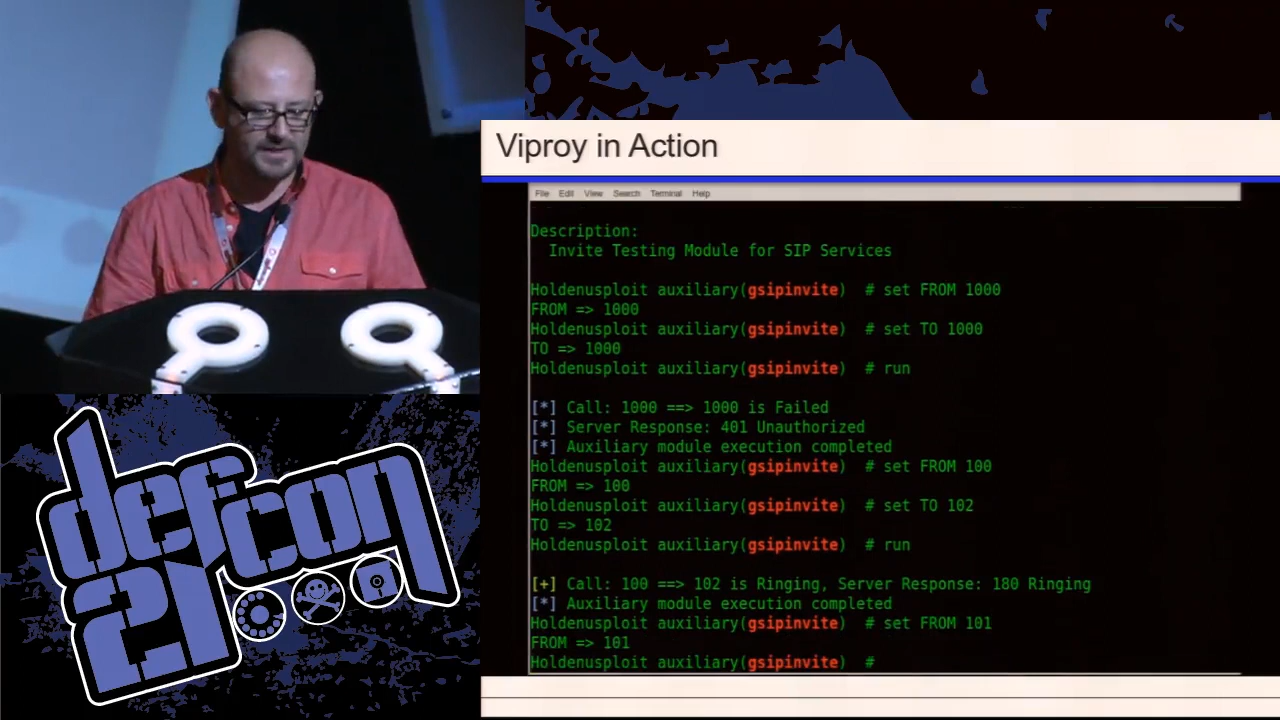 Viproy in Action
File Edit View Search Terminal Help
Description:
Invite Testing Module for SIP Services
Holdenusploit auxiliary(gsipinvite) # set FROM 1000
FROM => 1000
Holdenusploit auxiliary(gsipinvite) # set TO 1000
TO => 1000
Holdenusploit auxiliary(gsipinvite) # run
[*] Call: 1000 ==> 1000 is Failed
[*] Server Response: 401 Unauthorized
[*] Auxiliary module execution completed
Holdenusploit auxiliary(gsipinvite) # set FROM 100
FROM => 100
Holdenusploit auxiliary(gsipinvite) # set TO 102
TO => 102
Holdenusploit auxiliary(gsipinvite) # run
[+] Call: 100 ==> 102 is Ringing, Server Response: 180 Ringing
[*] Auxiliary module execution completed
Holdenusploit auxiliary(gsipinvite) # set FROM 101
FROM => 101
Holdenusploit auxiliary(gsipinvite) #
defcon
21